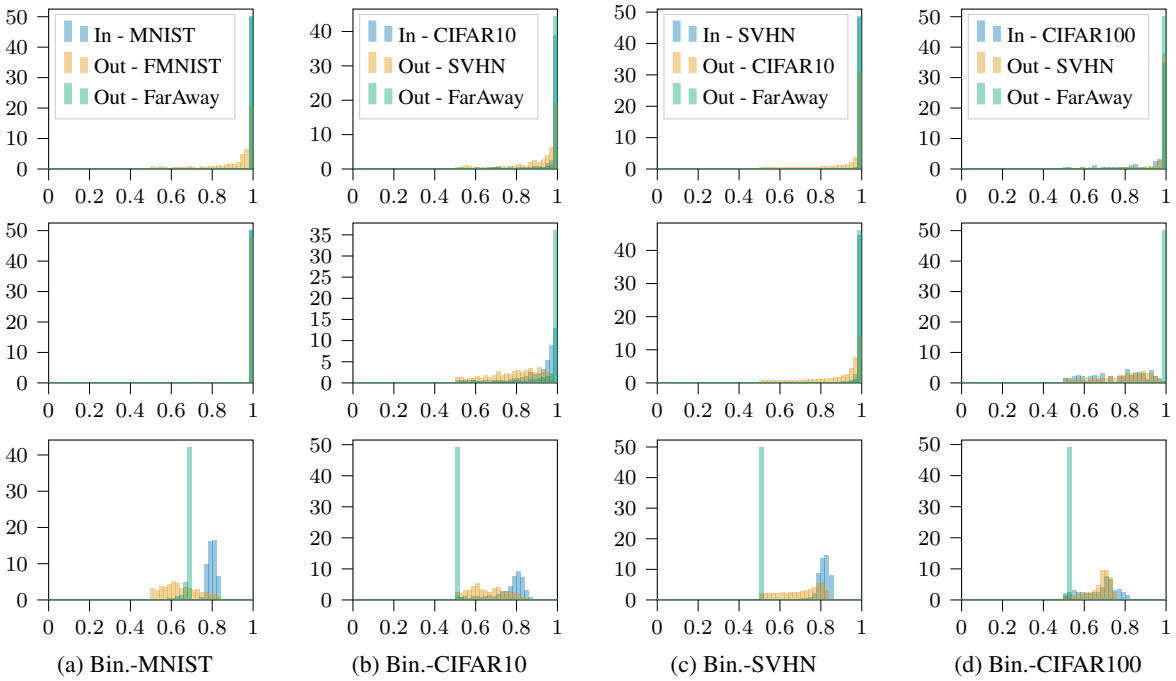 50
40
30
20
10
0
In - MNIST
Out - FMNIST
Out - FarAway
0 0.2 0.4 0.6 0.8 1
40
30
20
10
0
In - CIFAR10
Out - SVHN
Out - FarAway
0 0.2 0.4 0.6 0.8 1
50
40
30
20
10
0
In - SVHN
Out - CIFAR10
Out - FarAway
0 0.2 0.4 0.6 0.8 1
50
40
30
20
10
0
In - CIFAR100
Out - SVHN
Out - FarAway
0 0.2 0.4 0.6 0.8 1
50
40
30
20
10
0
0 0.2 0.4 0.6 0.8 1
35
30
25
20
15
10
5
0
0 0.2 0.4 0.6 0.8 1
40
30
20
10
0
0 0.2 0.4 0.6 0.8 1
50
40
30
20
10
0
0 0.2 0.4 0.6 0.8 1
40
30
20
10
0
0 0.2 0.4 0.6 0.8 1
(a) Bin.-MNIST
50
40
30
20
10
0
0 0.2 0.4 0.6 0.8 1
(b) Bin.-CIFAR10
50
40
30
20
10
0
0 0.2 0.4 0.6 0.8 1
(c) Bin.-SVHN
50
40
30
20
10
0
0 0.2 0.4 0.6 0.8 1
(d) Bin.-CIFAR100